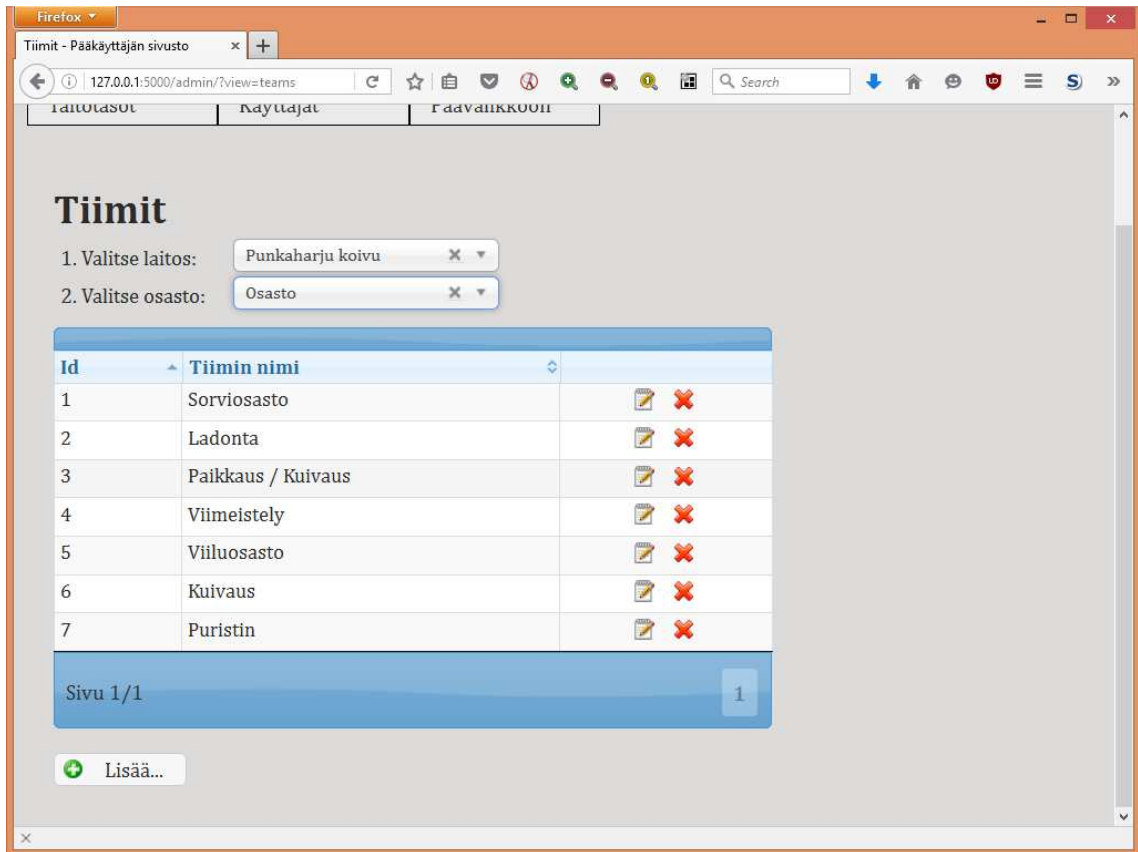 Firefox
Tiimit - Pääkäyttäjän sivusto
127.0.0.1:5000/admin/?view=teams
Search
Taitotasot Käyttäjät Päävalikkoon
Tiimit
1. Valitse laitos: Punkaharju koivu
2. Valitse osasto: Osasto
Id Tiimin nimi
1 Sorviosasto
2 Ladonta
3 Paikkaus / Kuivaus
4 Viimeistely
5 Viiluosasto
6 Kuivaus
7 Puristin
Sivu 1/1 1
Lisää...